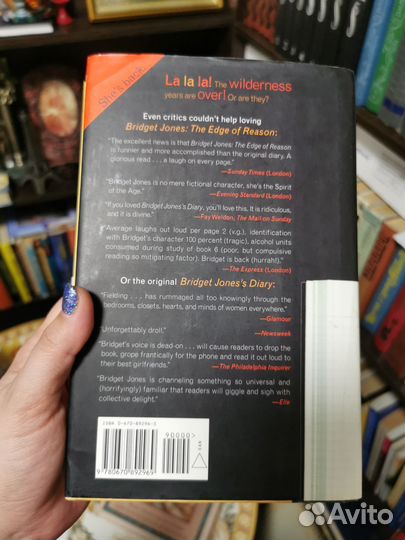 She's back.
La la la! The wilderness
years are over! Or are they?
Even critics couldn't help loving
Bridget Jones: The Edge of Reason:
"The excellent news is that Bridget Jones: The Edge of Reason
is funnier and more accomplished than the original diary. A
glorious read . . . a laugh on every page."
—Sunday Times (London)
"Bridget Jones is no mere fictional character, she's the Spirit
of the Age."
—Evening Standard (London)
"If you loved Bridget Jones's Diary, you'll love this. It is ridiculous,
and it is divine."
—Fay Weldon, The Mail on Sunday
"Average laughs out loud per page 2 (v.g.), identification
with Bridget's character 100 percent (tragic), alcohol units
consumed during study of book 6 (poor, but compulsive
reading so mitigating factor). Bridget is back (hurrah!)."
—The Express (London)
Or the original Bridget Jones's Diary:
"Fielding . . . has rummaged all too knowingly through the
bedrooms, closets, hearts, and minds of women everywhere."
—Glamour
"Unforgettably droll."
—Newsweek
"Bridget's voice is dead-on . . . will cause readers to drop the
book, grope frantically for the phone and read it out loud to
their best girlfriends."
—The Philadelphia Inquirer
"Bridget Jones is channeling something so universal and
(horrifyingly) familiar that readers will giggle and sigh with
collective delight."
—Elle
ISBN 0-670-89296-3
90000>
9 780670 892969
EAN
Avito